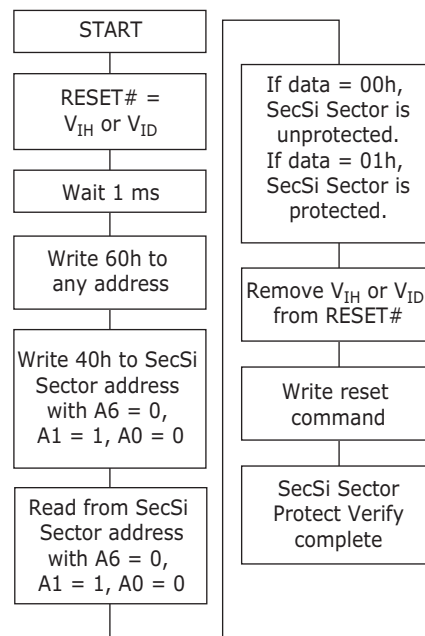 START
RESET# =
VIH or VID
Wait 1 ms
Write 60h to
any address
Write 40h to SecSi
Sector address
with A6 = 0,
A1 = 1, A0 = 0
Read from SecSi
Sector address
with A6 = 0,
A1 = 1, A0 = 0
If data = 00h,
SecSi Sector is
unprotected.
If data = 01h,
SecSi Sector is
protected.
Remove VIH or VID
from RESET#
Write reset
command
SecSi Sector
Protect Verify
complete